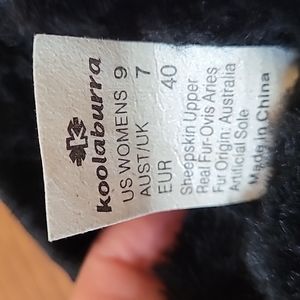 koolaburra
US WOMENS 9
AUST/UK 7
EUR 40
Sheepskin Upper
Real Fur-Ovis Aries
Fur Origin: Australia
Artificial Sole
Made in China